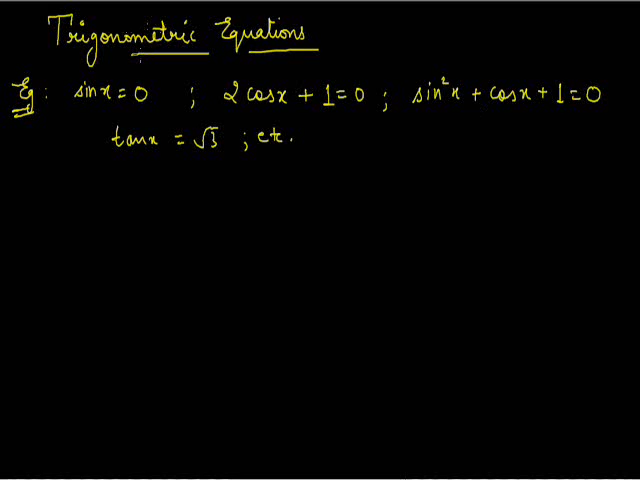 Trigonometric Equations
Eg : sinx = 0 ; 2 cosx + 1 = 0 ; sin²x + cosx + 1 = 0
tanx = √3 ; etc.